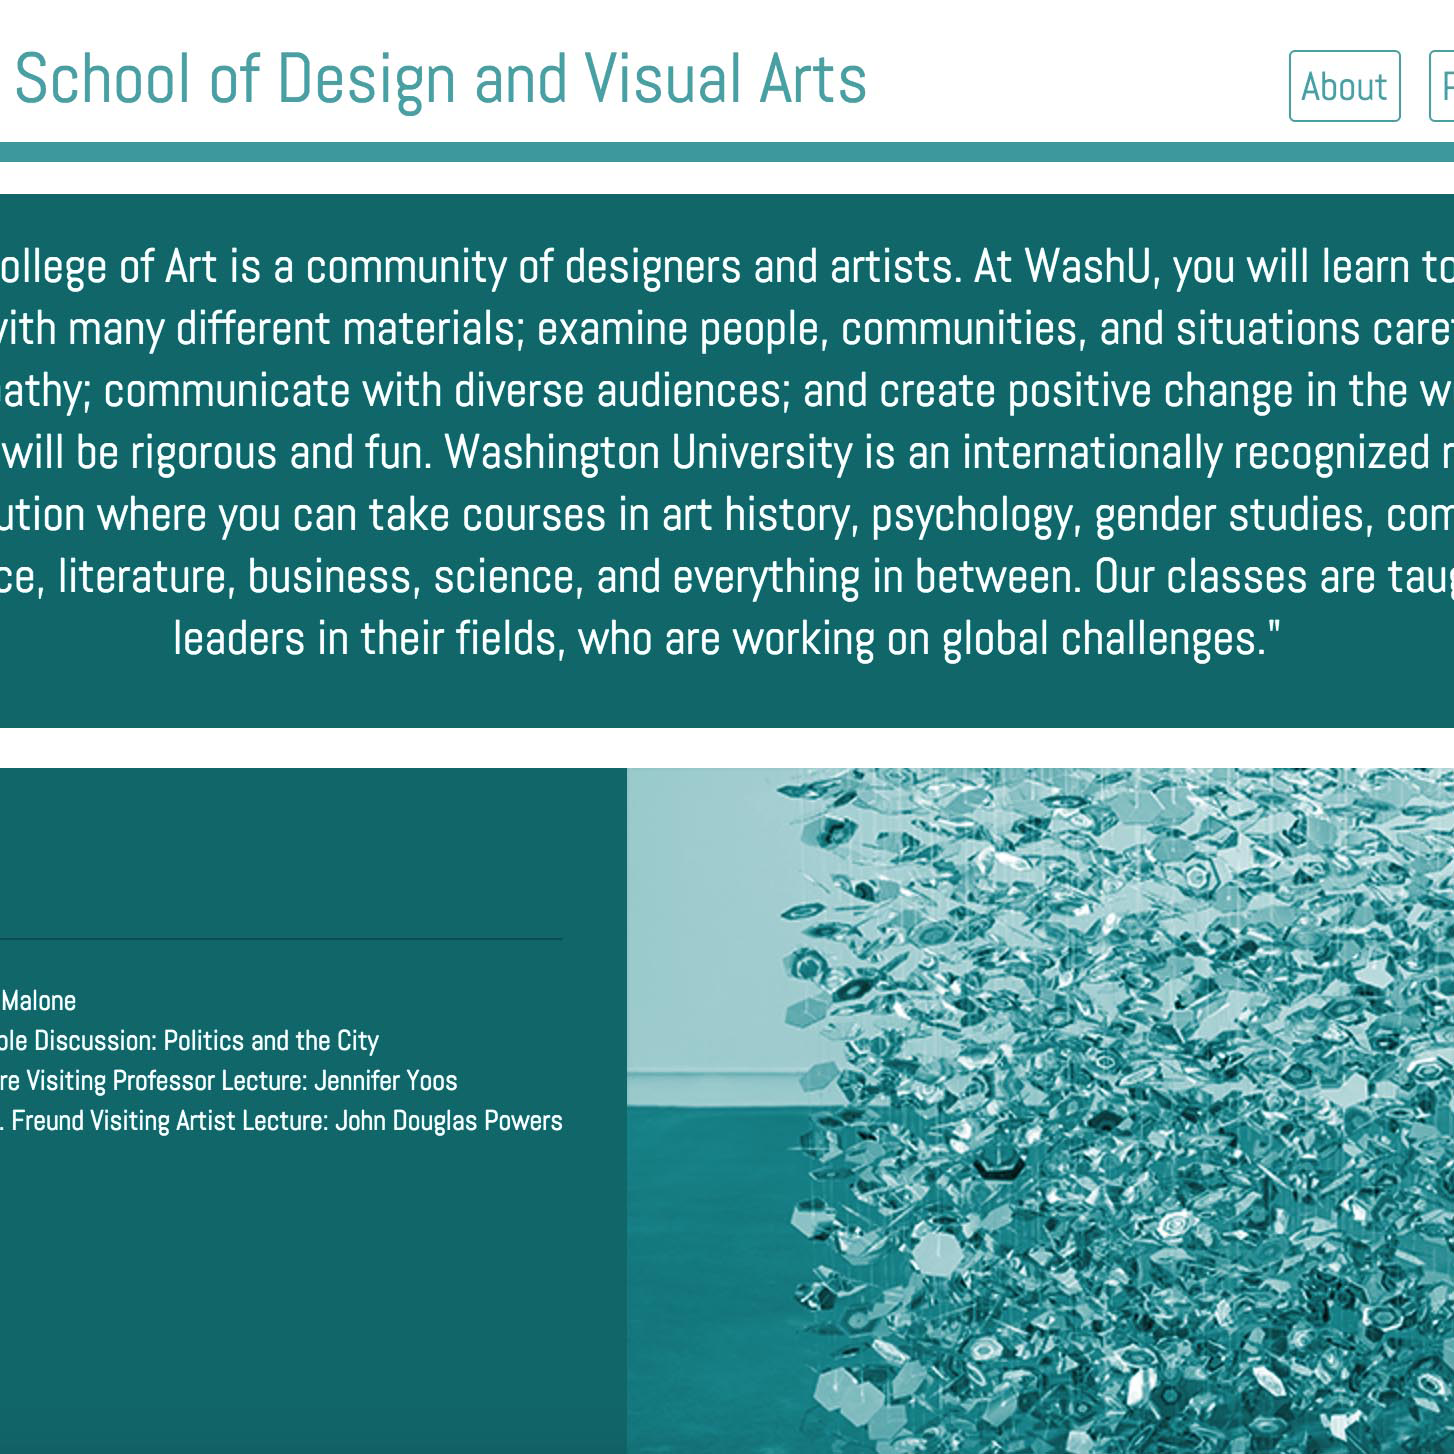 School of Design and Visual Arts
About
ollege of Art is a community of designers and artists. At WashU, you will learn to
with many different materials; examine people, communities, and situations
athy; communicate with diverse audiences; and create positive change in the w
will be rigorous and fun. Washington University is an internationally recognized
ution where you can take courses in art history, psychology, gender studies, com
ce, literature, business, science, and everything in between. Our classes are
leaders in their fields, who are working on global challenges."
Malone
ble Discussion: Politics and the City
re Visiting Professor Lecture: Jennifer Yoos
. Freund Visiting Artist Lecture: John Douglas Powers